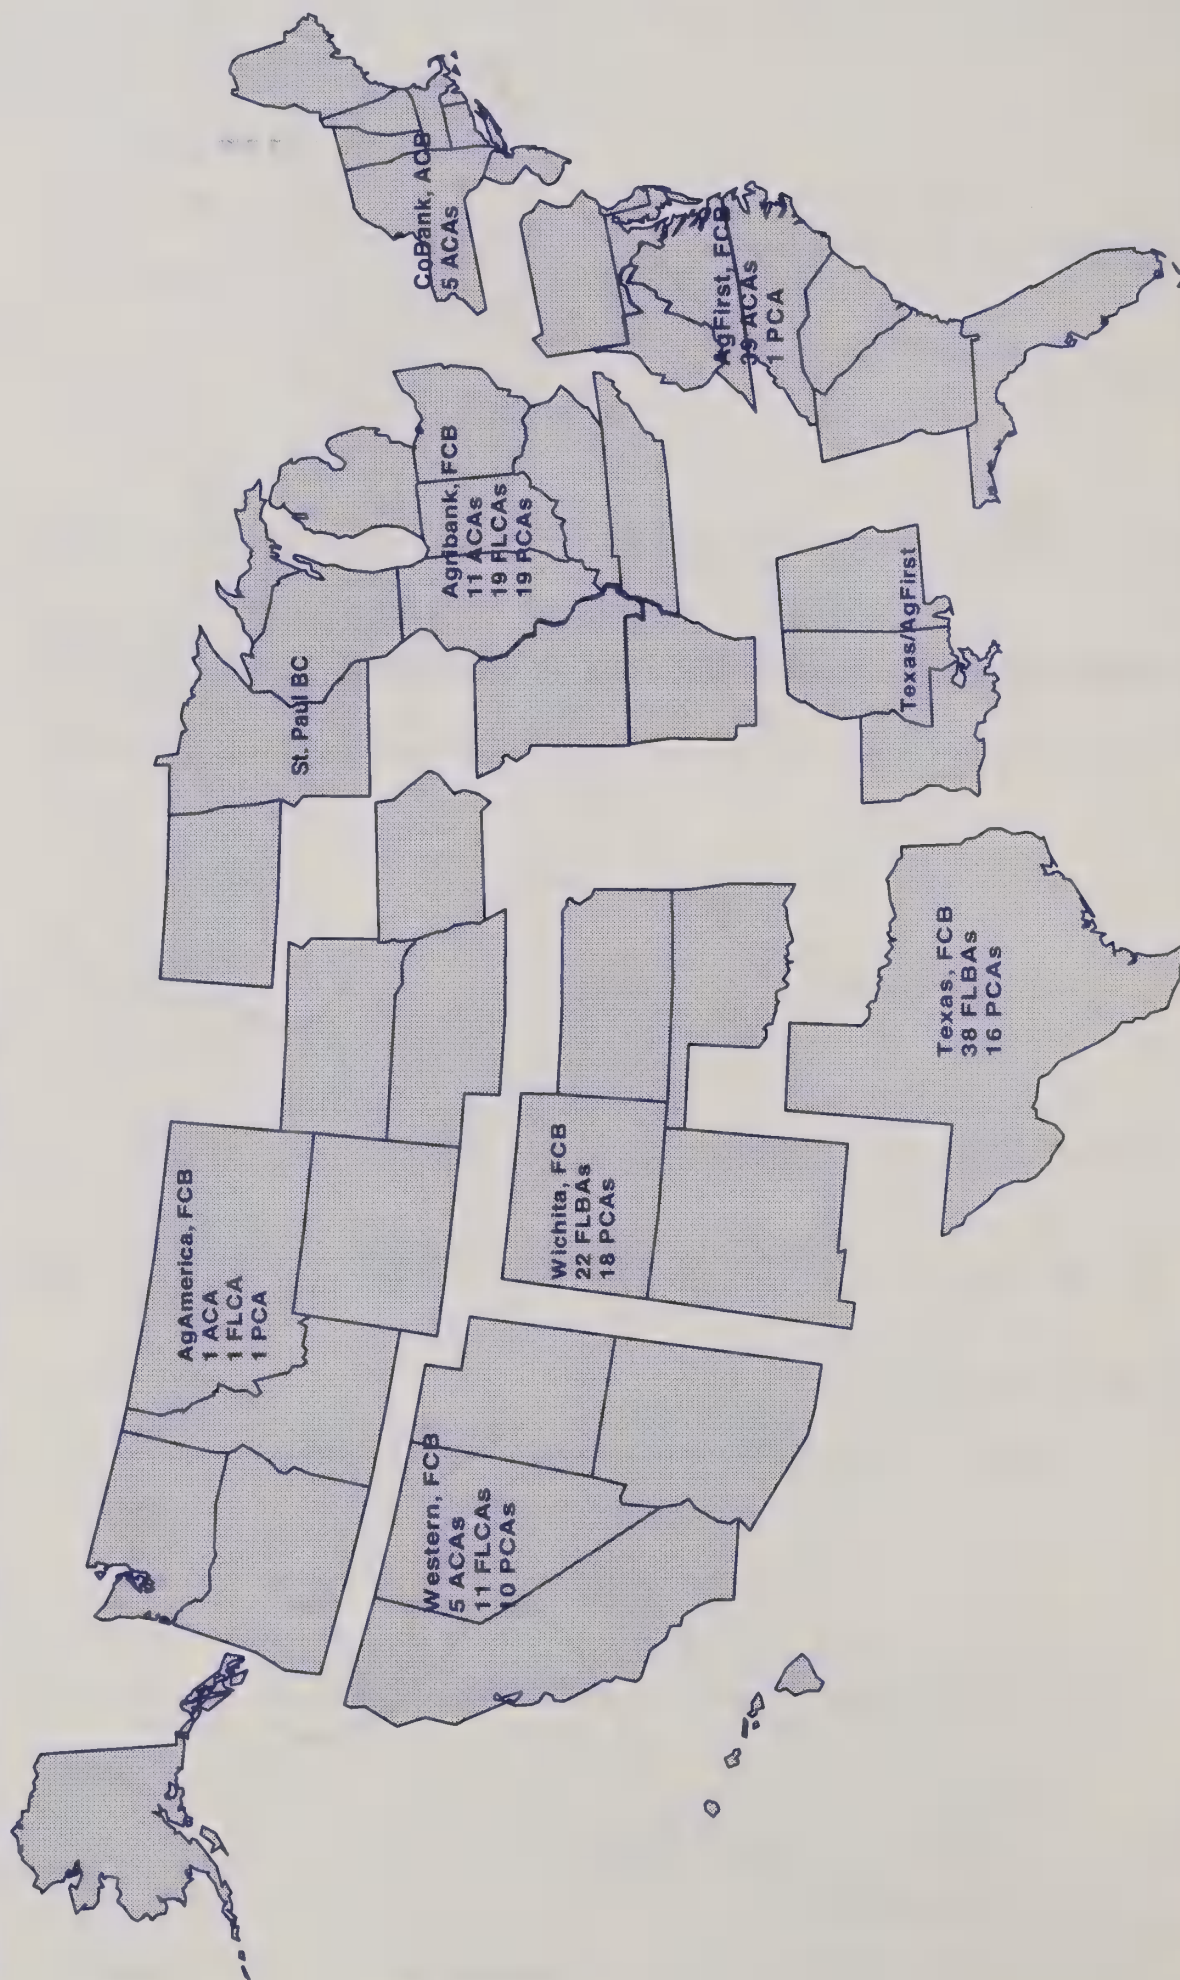 AgAmerica, FCB
1 ACA
1 FLCA
1 PCA
Western, FCB
5 ACAs
11 FLCAs
10 PCAs
Wichita, FCB
22 FLBAs
18 PCAs
Texas, FCB
38 FLBAs
16 PCAs
St. Paul BC
Agribank, FCB
11 ACAs
19 FLCAs
19 PCAs
Texas/AgFirst
CoBank, ACB
5 ACAs
AgFirst, FCB
39 ACAs
1 PCA